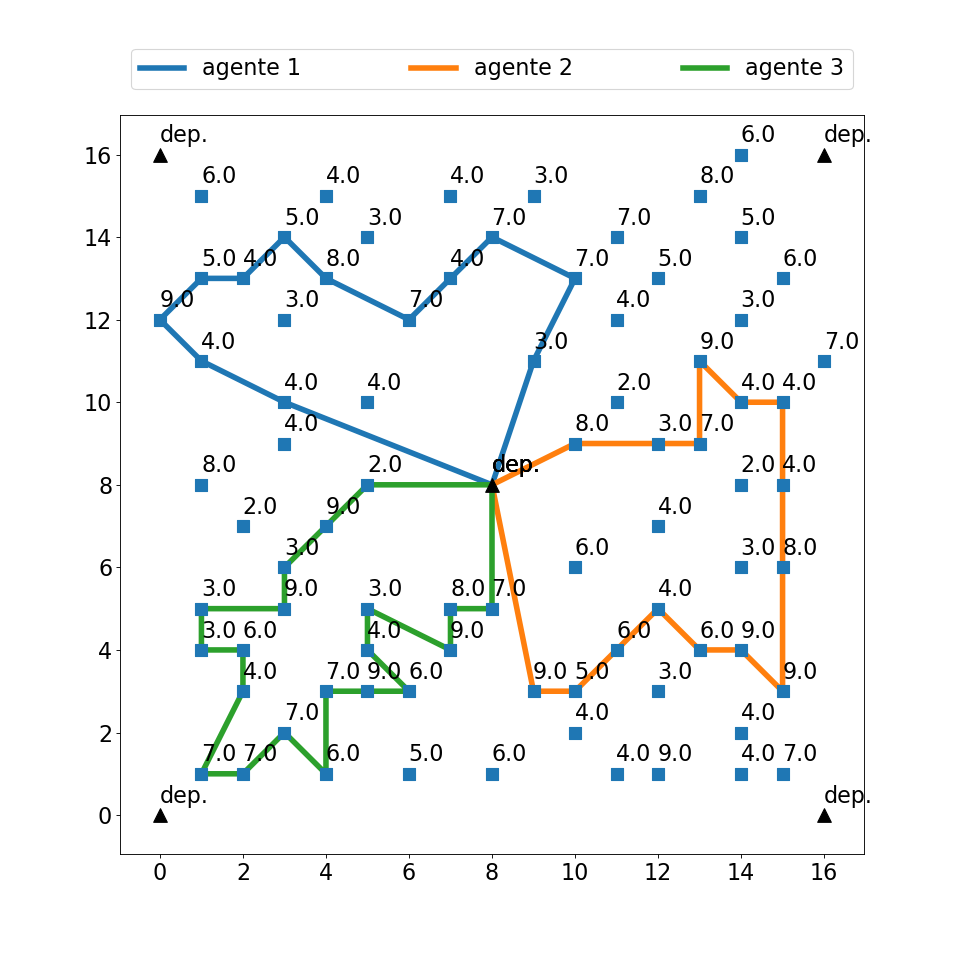 agente 1 agente 2 agente 3
6.0
dep. dep.
16
6.0 4.0 4.0 3.0 8.0
5.0 3.0 7.0 7.0 5.0
14
5.0 4.0 8.0 4.0 7.0 5.0 6.0
9.0 3.0 7.0 4.0 3.0
12
4.0 3.0 9.0 7.0
4.0 4.0 2.0 4.0 4.0
10
4.0 8.0 3.0 7.0
8.0 2.0 dep. 2.0 4.0
8
2.0 9.0 4.0
3.0 6.0 3.0 8.0
6
3.0 9.0 3.0 8.0 7.0 4.0
3.0 6.0 4.0 9.0 6.0 6.0 9.0
4
4.0 7.0 9.0 6.0 9.0 5.0 3.0 9.0
7.0 4.0 4.0
2
7.0 7.0 6.0 5.0 6.0 4.0 9.0 4.0 7.0
dep. dep.
0
0 2 4 6 8 10 12 14 16